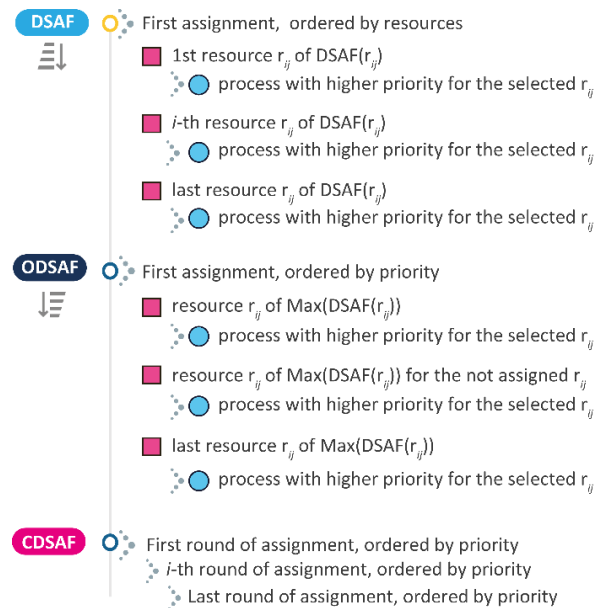 DSAF
First assignment, ordered by resources
1st resource rij of DSAF(rij)
process with higher priority for the selected rij
i-th resource rij of DSAF(rij)
process with higher priority for the selected rij
last resource rij of DSAF(rij)
process with higher priority for the selected rij
ODSAF
First assignment, ordered by priority
resource rij of Max(DSAF(rij))
process with higher priority for the selected rij
resource rij of Max(DSAF(rij)) for the not assigned rij
process with higher priority for the selected rij
last resource rij of Max(DSAF(rij))
process with higher priority for the selected rij
CDSAF
First round of assignment, ordered by priority
i-th round of assignment, ordered by priority
Last round of assignment, ordered by priority